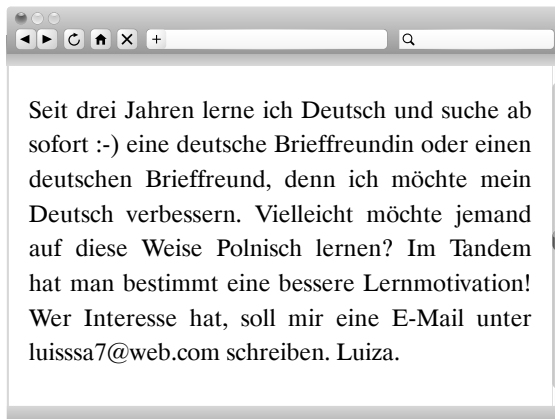 Seit drei Jahren lerne ich Deutsch und suche ab
sofort :-) eine deutsche Brieffreundin oder einen
deutschen Brieffreund, denn ich möchte mein
Deutsch verbessern. Vielleicht möchte jemand
auf diese Weise Polnisch lernen? Im Tandem
hat man bestimmt eine bessere Lernmotivation!
Wer Interesse hat, soll mir eine E-Mail unter
luisssa7@web.com schreiben. Luiza.